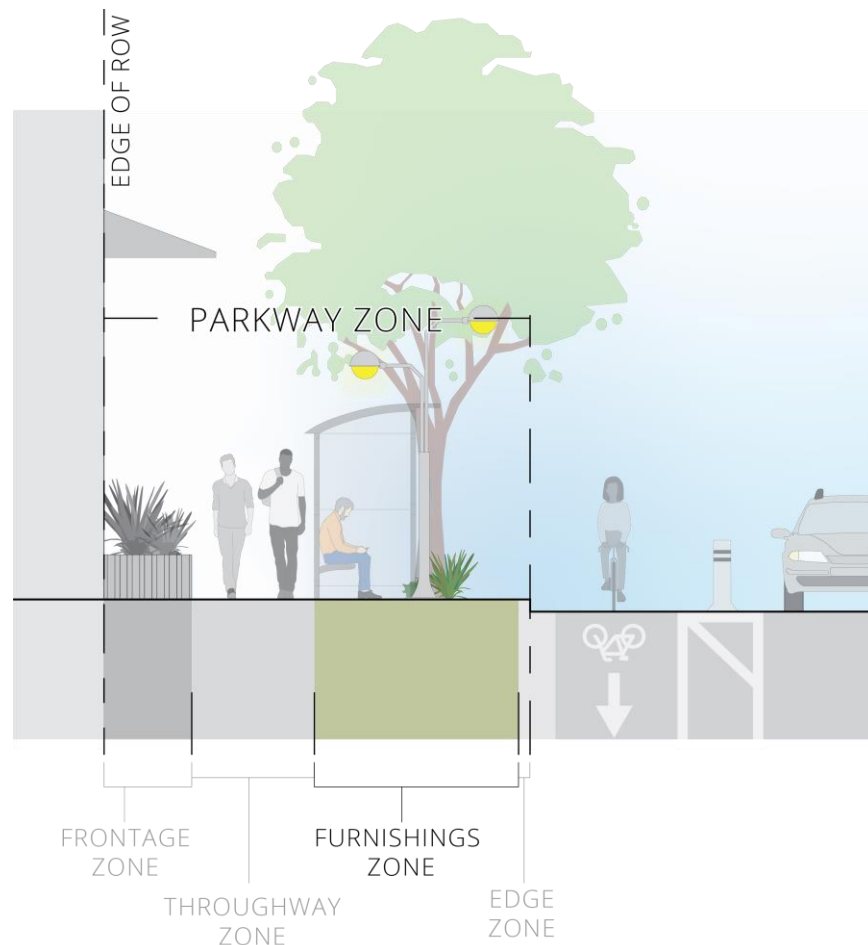 EDGE OF ROW
PARKWAY ZONE
FRONTAGE
ZONE
THROUGHWAY
ZONE
FURNISHINGS
ZONE
EDGE
ZONE